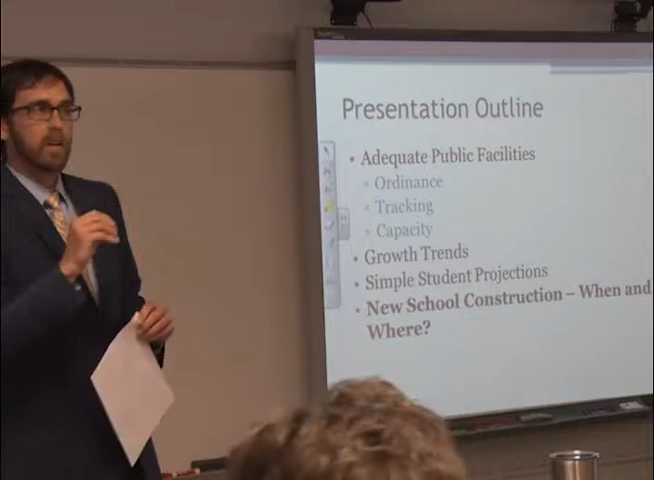 Presentation Outline
• Adequate Public Facilities
▫ Ordinance
▫ Tracking
▫ Capacity
• Growth Trends
• Simple Student Projections
• New School Construction – When and
Where?